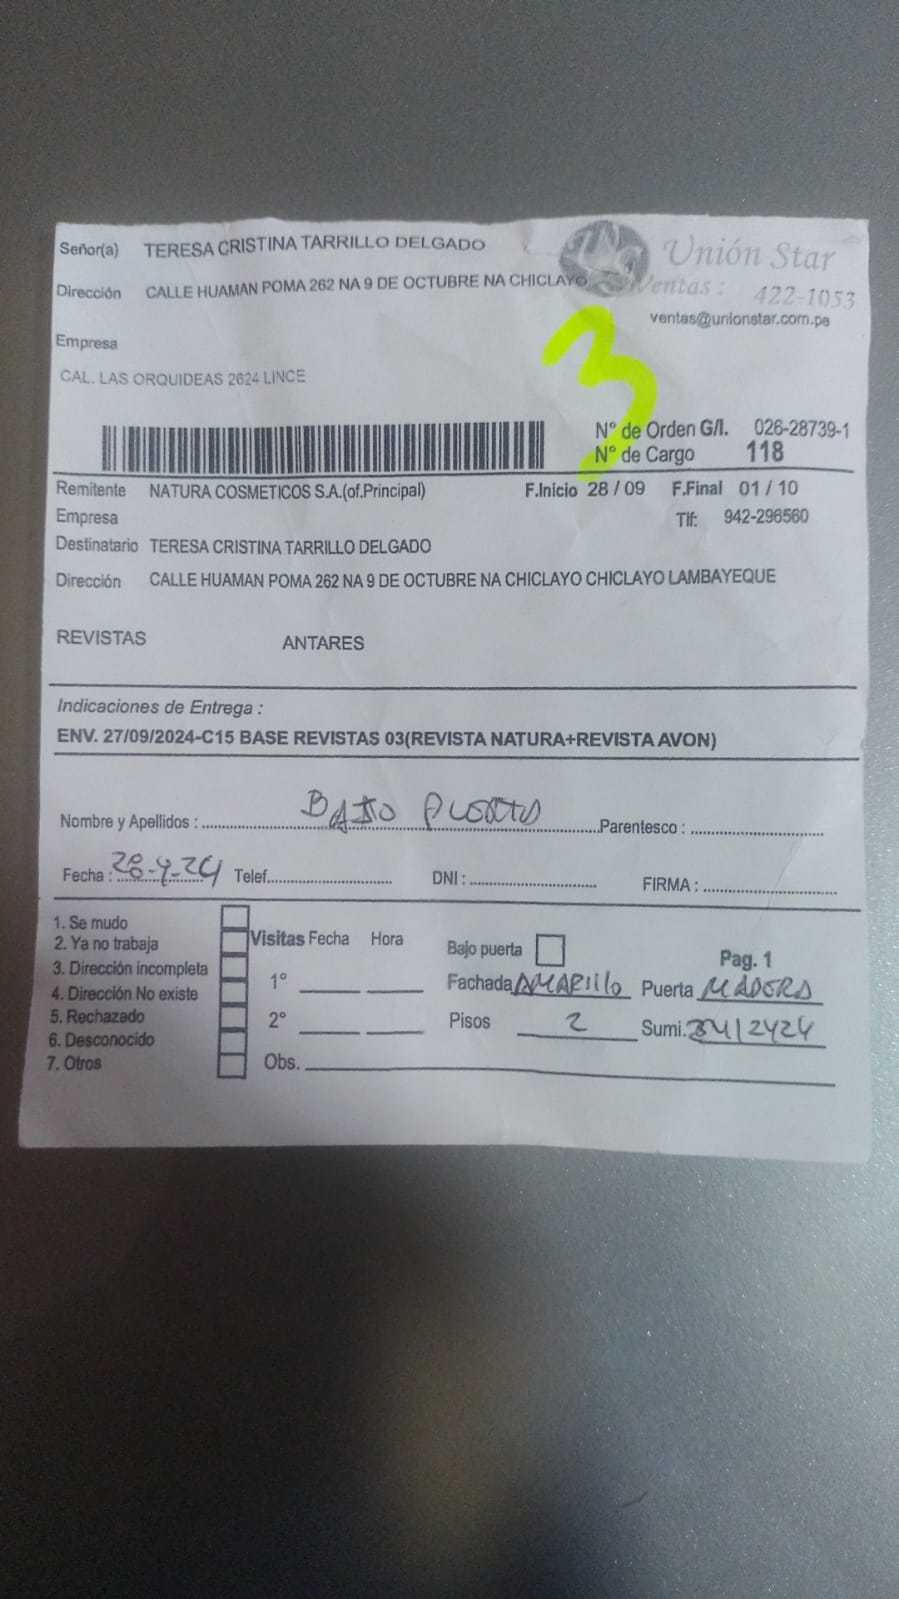 Señor(a) TERESA CRISTINA TARRILLO DELGADO
Unión Star
Dirección CALLE HUAMAN POMA 262 NA 9 DE OCTUBRE NA CHICLAYO
Ventas : 422-1053
ventas@unionstar.com.pe
Empresa
CAL. LAS ORQUIDEAS 2624 LINCE
3
N° de Orden G/I. 026-28739-1
N° de Cargo 118
Remitente NATURA COSMETICOS S.A.(of.Principal) F.Inicio 28 / 09 F.Final 01 / 10
Empresa Tlf: 942-296560
Destinatario TERESA CRISTINA TARRILLO DELGADO
Dirección CALLE HUAMAN POMA 262 NA 9 DE OCTUBRE NA CHICLAYO CHICLAYO LAMBAYEQUE
REVISTAS ANTARES
Indicaciones de Entrega :
ENV. 27/09/2024-C15 BASE REVISTAS 03(REVISTA NATURA+REVISTA AVON)
Nombre y Apellidos : BAJO PUERTA Parentesco :
Fecha : 28-9-24 Telef. DNI : FIRMA :
1. Se mudo
2. Ya no trabaja
3. Dirección incompleta
4. Dirección No existe
5. Rechazado
6. Desconocido
7. Otros
Visitas Fecha Hora
1°
2°
Obs.
Bajo puerta Pag. 1
Fachada AMARILLO Puerta MADERA
Pisos 2 Sumi.